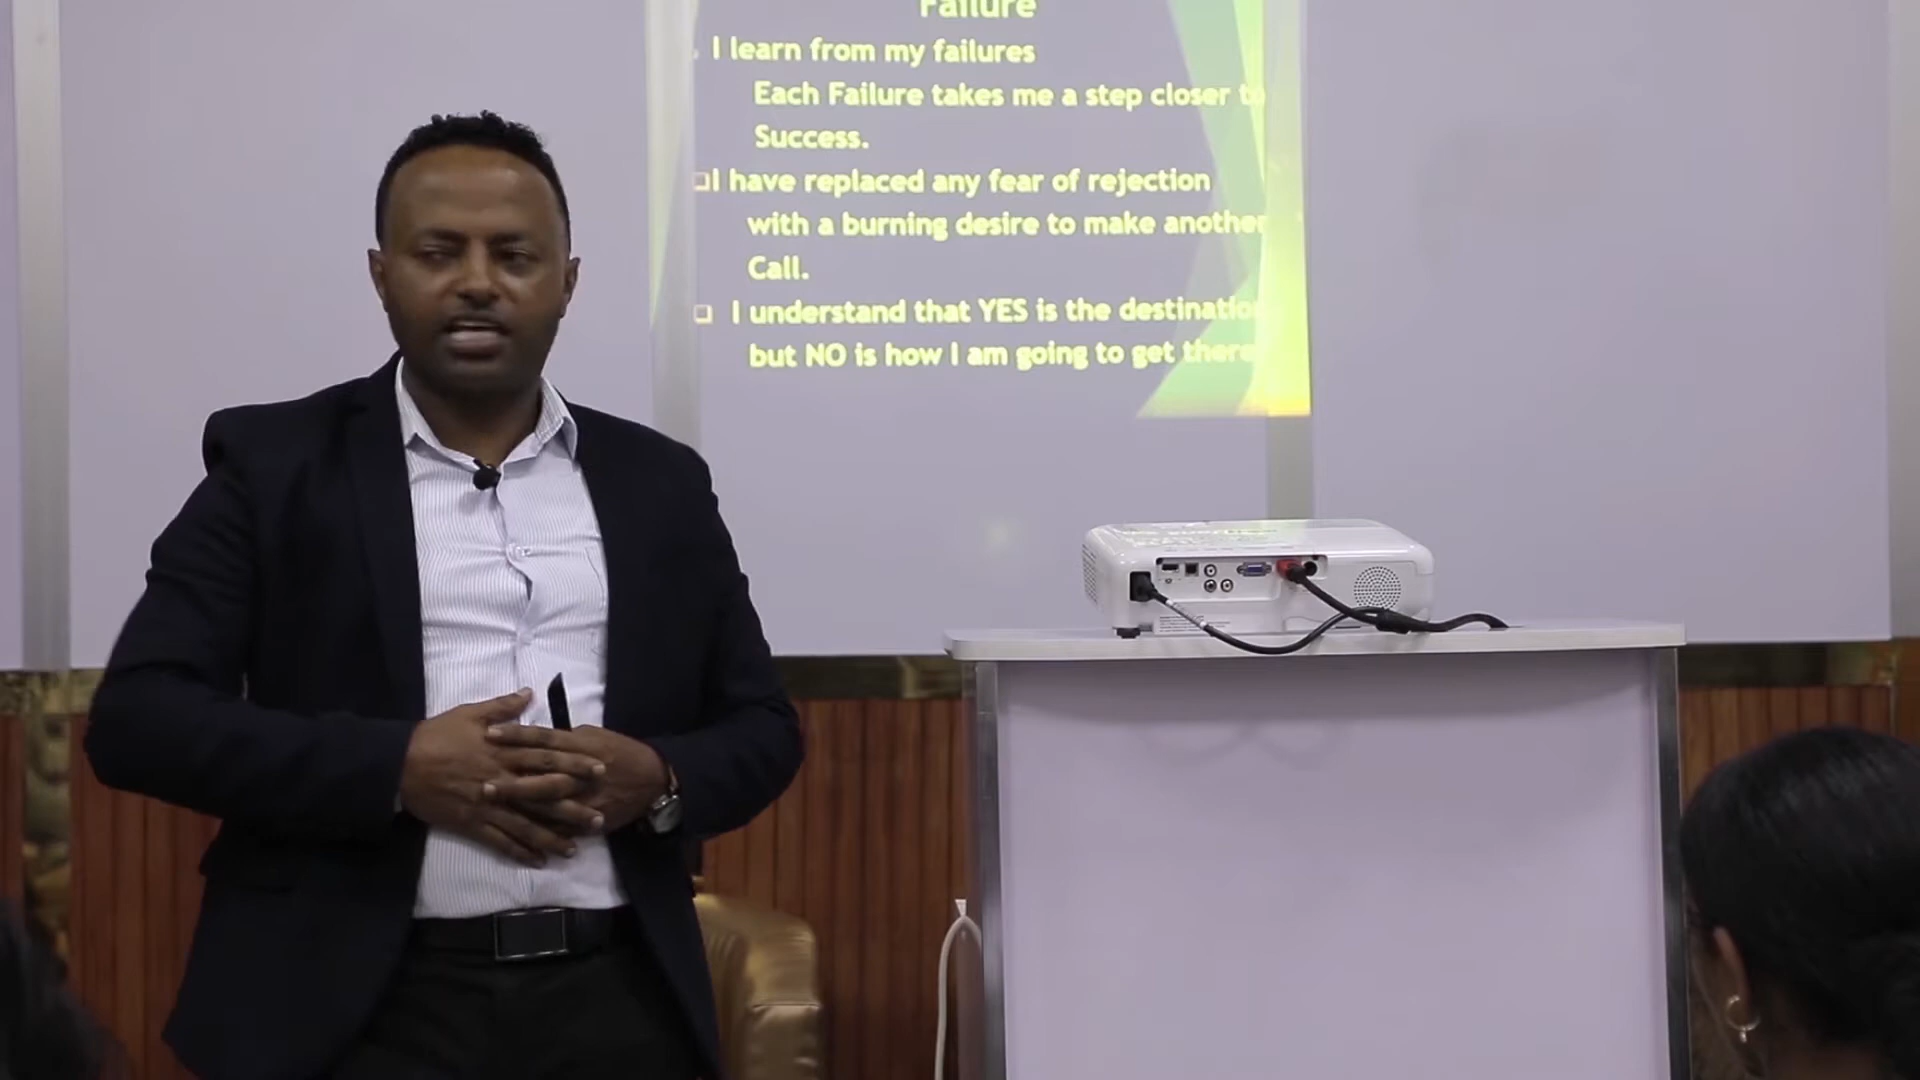 Failure
I learn from my failures
Each Failure takes me a step closer to
Success.
I have replaced any fear of rejection
with a burning desire to make another
Call.
I understand that YES is the destination
but NO is how I am going to get there